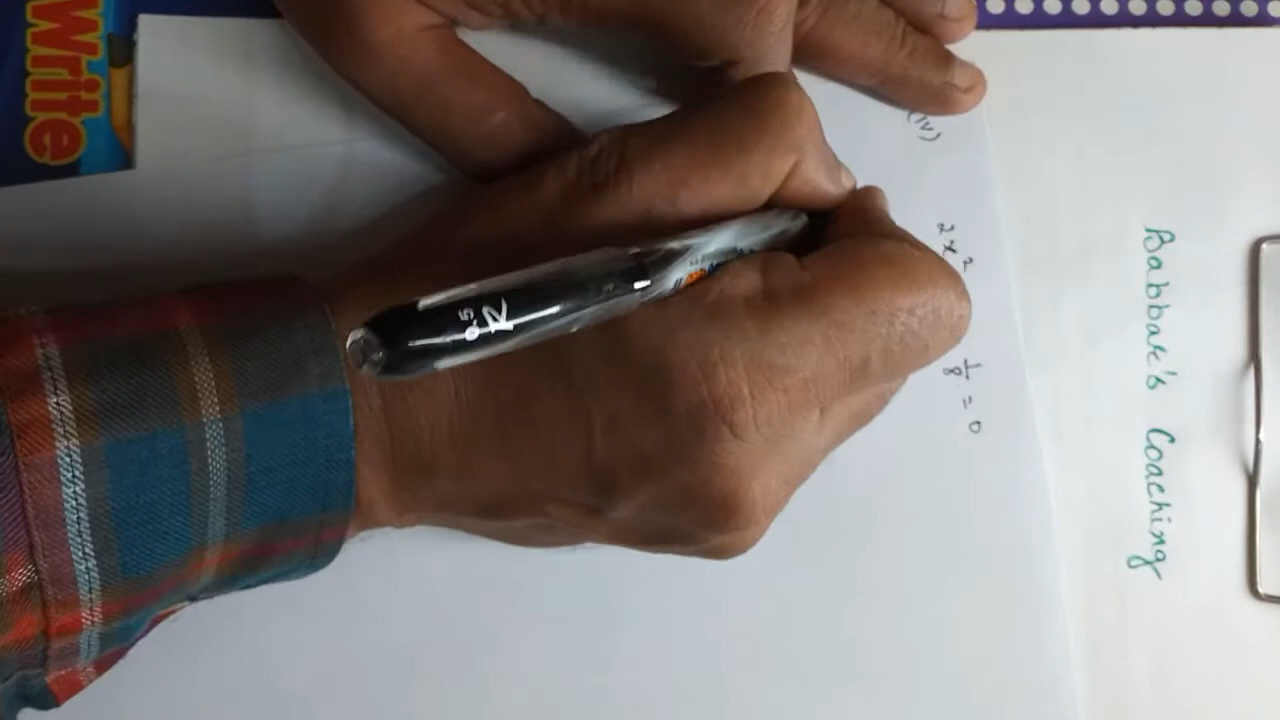 Babbar's Coaching
(iv)
2x² 1/8 = 0
Write
0.5 R